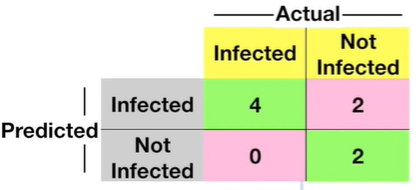 Actual
Infected Not
Infected
Infected 4 2
Predicted
Not
Infected 0 2